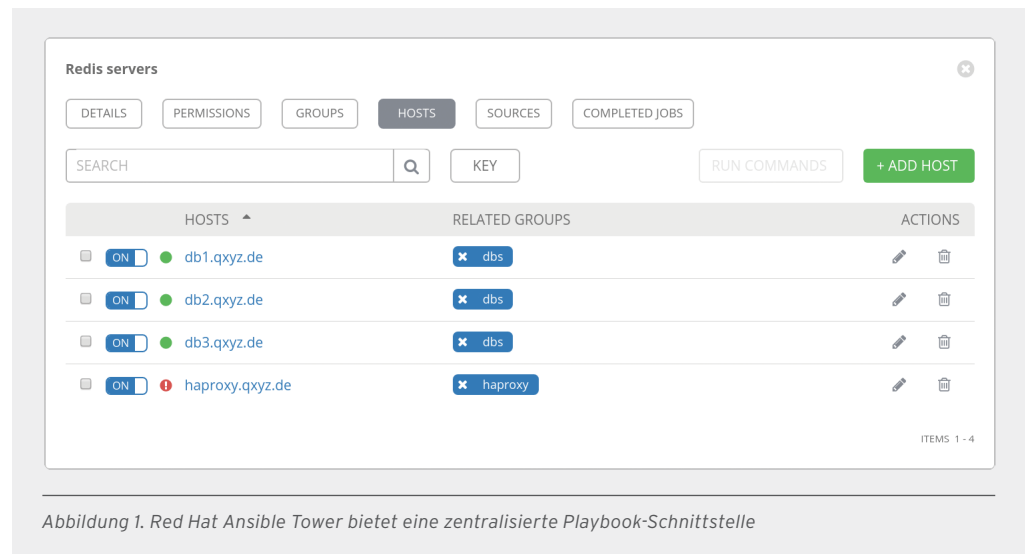 Redis servers
DETAILS PERMISSIONS GROUPS HOSTS SOURCES COMPLETED JOBS
SEARCH KEY RUN COMMANDS + ADD HOST
HOSTS RELATED GROUPS ACTIONS
ON db1.qxyz.de dbs
ON db2.qxyz.de dbs
ON db3.qxyz.de dbs
ON haproxy.qxyz.de haproxy
ITEMS 1 - 4
Abbildung 1. Red Hat Ansible Tower bietet eine zentralisierte Playbook-Schnittstelle